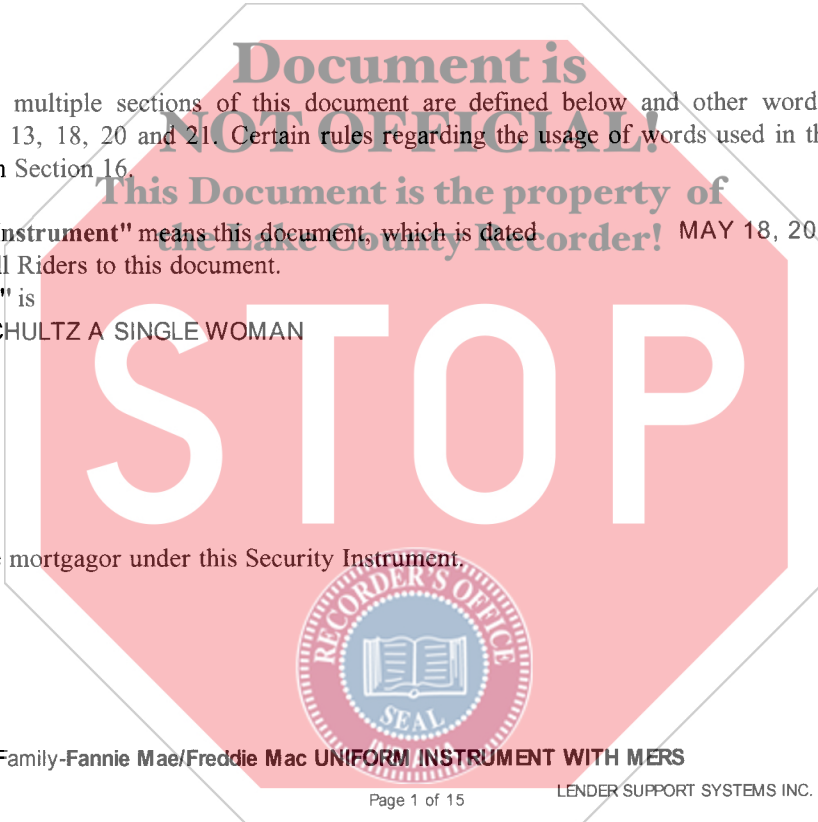 Document is
multiple sections of this document are defined below and other word
NOT OFFICIAL!
13, 18, 20 and 21. Certain rules regarding the usage of words used in th
Section 16.
This Document is the property of
nstrument" means this document, which is dated MAY 18, 20
the Lake County Recorder!
ll Riders to this document.
" is
CHULTZ A SINGLE WOMAN
STOP
e mortgagor under this Security Instrument.
RECORDER'S OFFICE
SEAL
INDIANA
Family-Fannie Mae/Freddie Mac UNIFORM INSTRUMENT WITH MERS
Page 1 of 15
LENDER SUPPORT SYSTEMS INC.